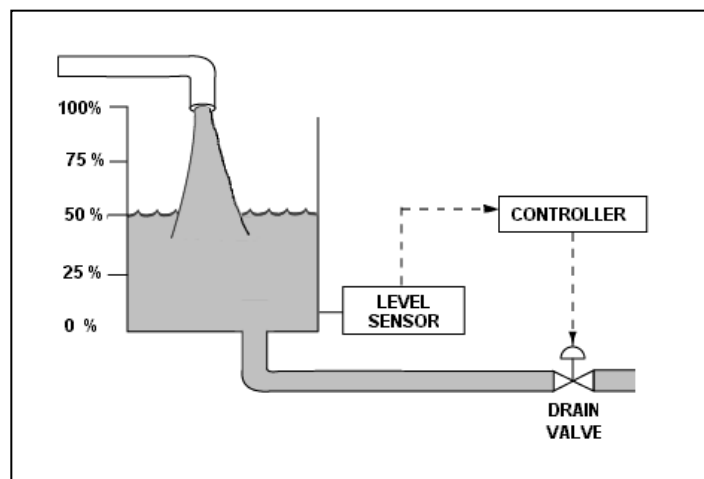 100%
75 %
50 %
25 %
0 %
LEVEL
SENSOR
CONTROLLER
DRAIN
VALVE